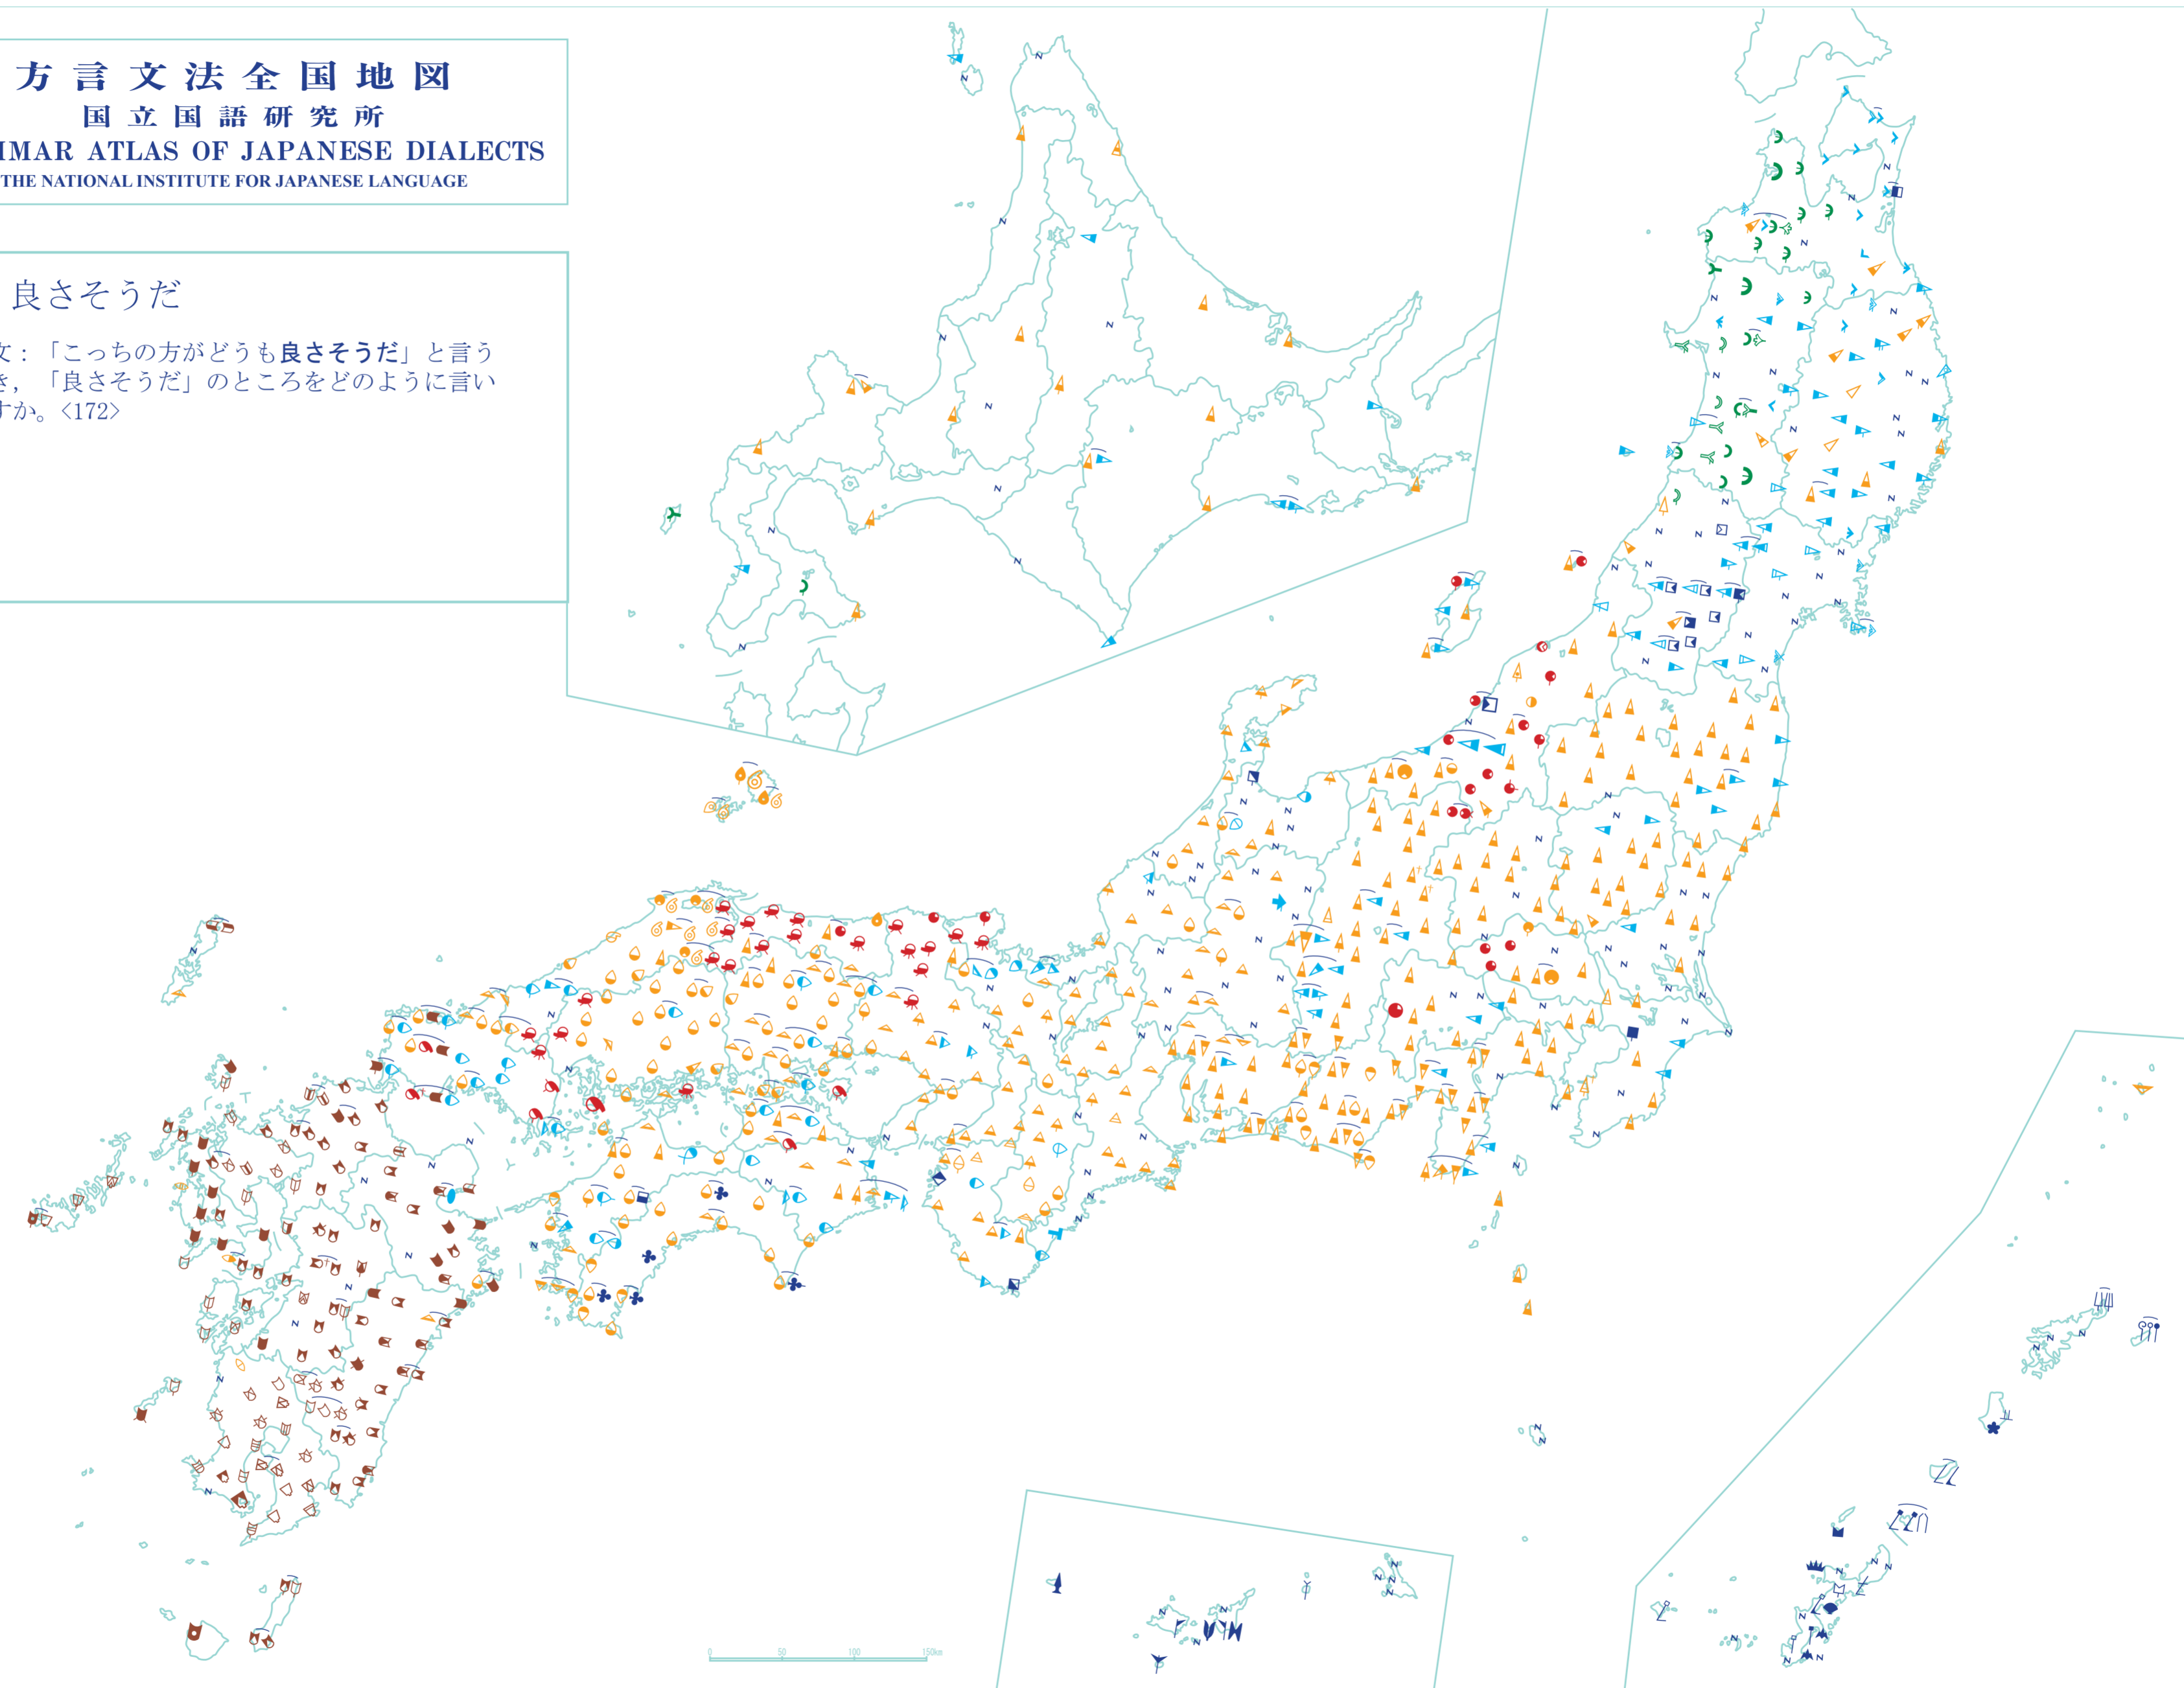 方言文法全国地図
国立国語研究所
MAR ATLAS OF JAPANESE DIALECTS
THE NATIONAL INSTITUTE FOR JAPANESE LANGUAGE
良さそうだ
文：「こっちの方がどうも良さそうだ」と言う
き，「良さそうだ」のところをどのように言い
すか。〈172〉
0 50 100 150km